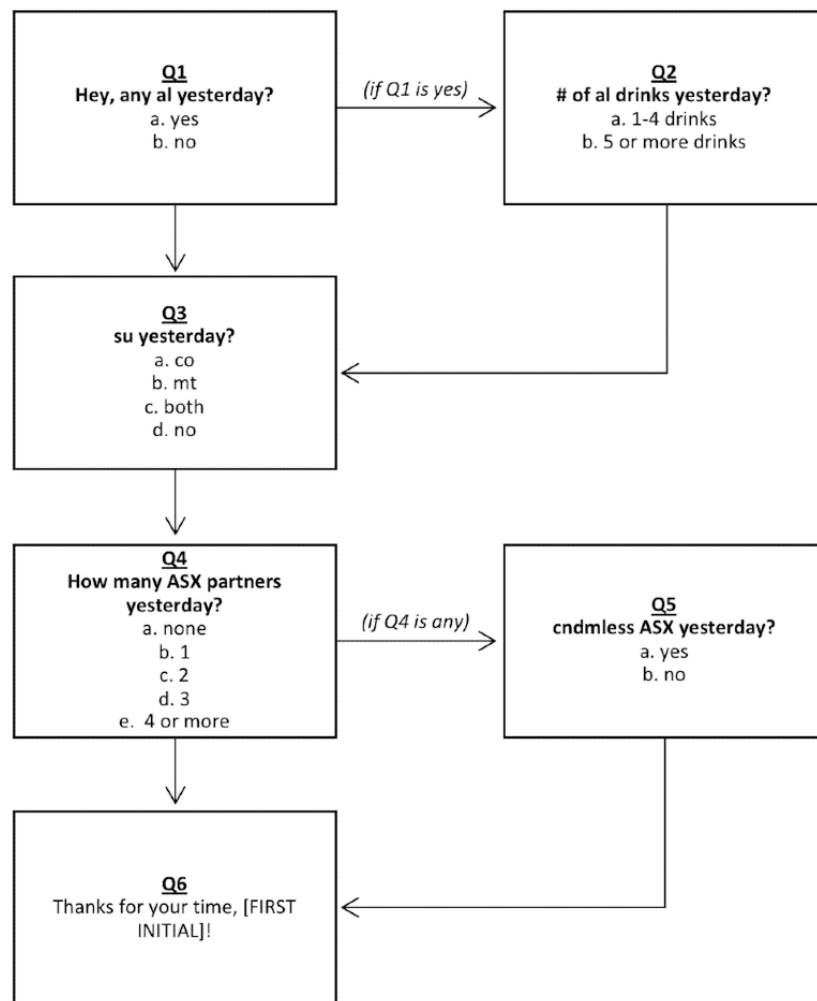 Q1
Hey, any al yesterday?
a. yes
b. no
(if Q1 is yes)
Q2
# of al drinks yesterday?
a. 1-4 drinks
b. 5 or more drinks
Q3
su yesterday?
a. co
b. mt
c. both
d. no
Q4
How many ASX partners
yesterday?
a. none
b. 1
c. 2
d. 3
e. 4 or more
(if Q4 is any)
Q5
cndmless ASX yesterday?
a. yes
b. no
Q6
Thanks for your time, [FIRST
INITIAL]!